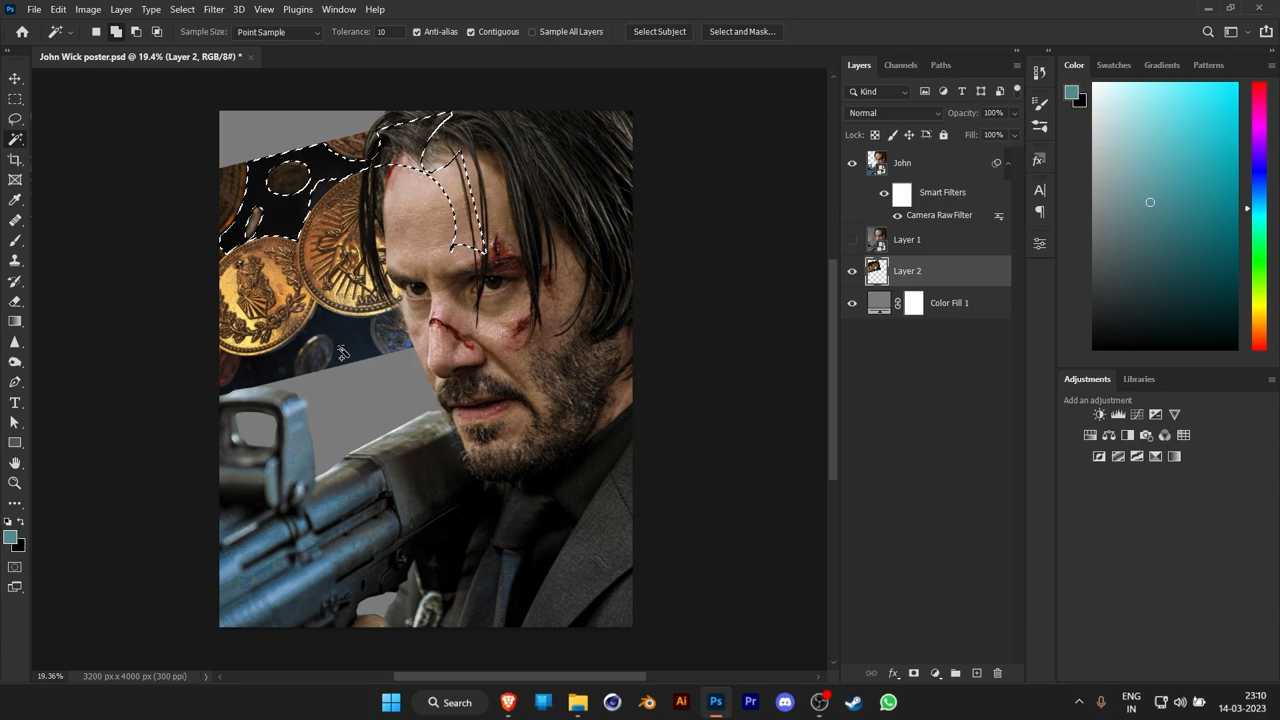 File Edit Image Layer Type Select Filter 3D View Plugins Window Help
Sample Size: Point Sample Tolerance: 10 Anti-alias Contiguous Sample All Layers Select Subject Select and Mask...
John Wick poster.psd @ 19.4% (Layer 2, RGB/8#) *
Layers Channels Paths
Color Swatches Gradients Patterns
Kind
Normal Opacity: 100%
Lock: Fill: 100%
John
Smart Filters
Camera Raw Filter
Layer 1
Layer 2
Color Fill 1
Adjustments Libraries
Add an adjustment
19.36% 3200 px x 4000 px (300 ppi)
Search
ENG
IN
23:10
14-03-2023